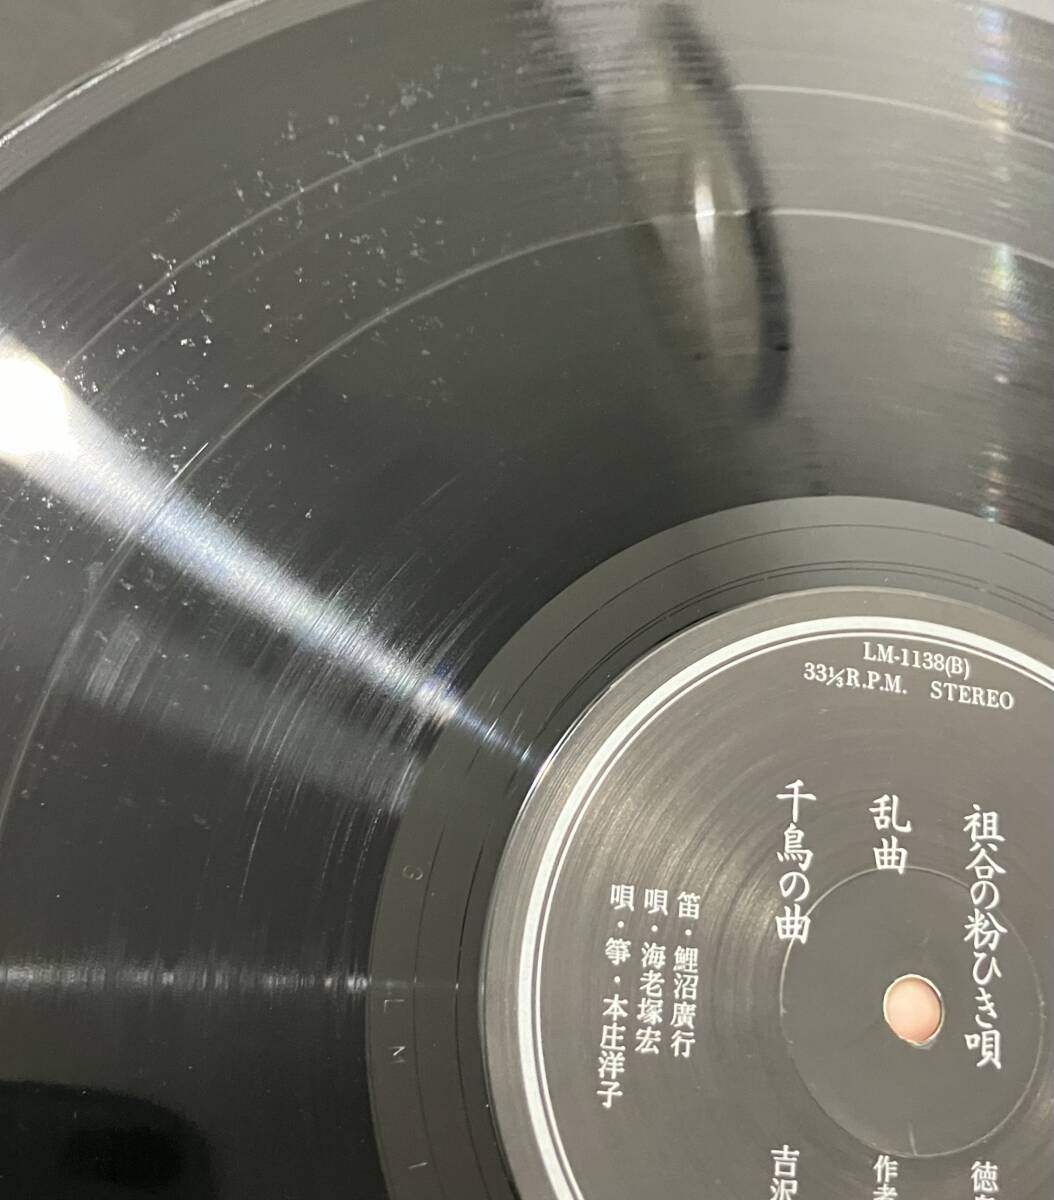 LM-1138(B)
33⅓R.P.M. STEREO
祖谷の粉ひき唄
徳
乱曲
作者
千鳥の曲
吉沢
笛・鯉沼廣行
唄・海老塚宏
唄・箏・本庄洋子
L M